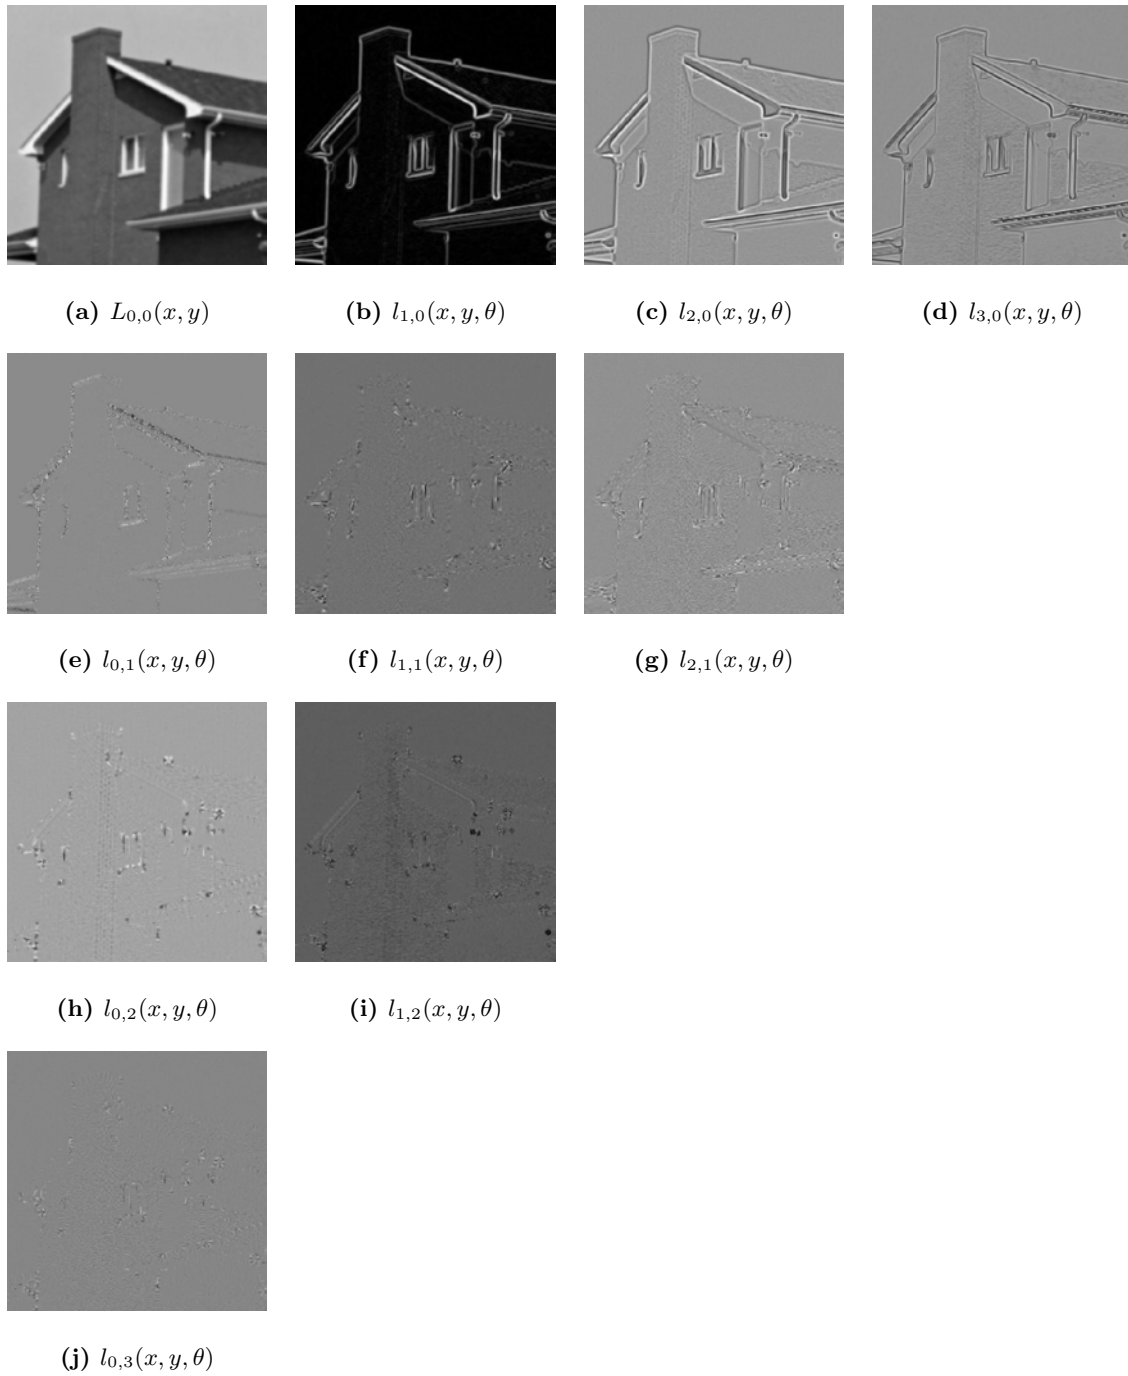 (a) L₀,₀(x, y) (b) l₁,₀(x, y, θ) (c) l₂,₀(x, y, θ) (d) l₃,₀(x, y, θ)
(e) l₀,₁(x, y, θ) (f) l₁,₁(x, y, θ) (g) l₂,₁(x, y, θ)
(h) l₀,₂(x, y, θ) (i) l₁,₂(x, y, θ)
(j) l₀,₃(x, y, θ)